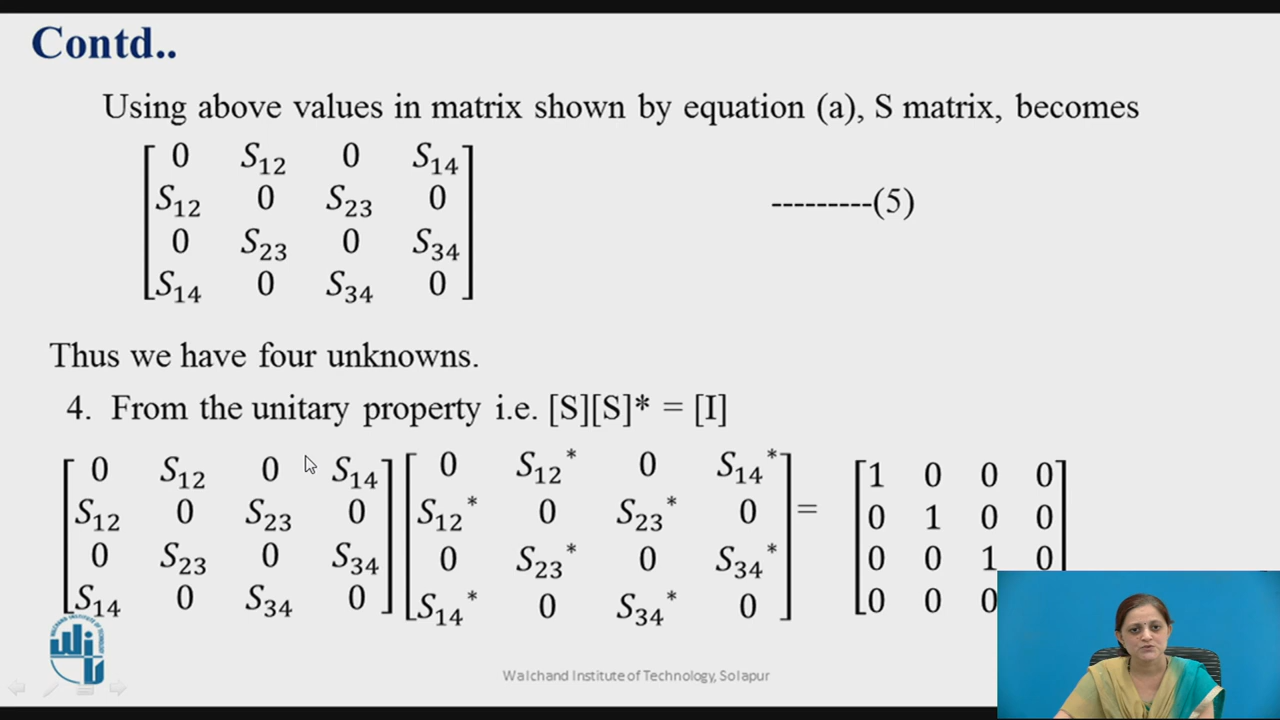 Contd..
Using above values in matrix shown by equation (a), S matrix, becomes
0 S₁₂ 0 S₁₄
S₁₂ 0 S₂₃ 0 ---------(5)
0 S₂₃ 0 S₃₄
S₁₄ 0 S₃₄ 0
Thus we have four unknowns.
4. From the unitary property i.e. [S][S]* = [I]
0 S₁₂ 0 S₁₄ 0 S₁₂* 0 S₁₄* 1 0 0 0
S₁₂ 0 S₂₃ 0 S₁₂* 0 S₂₃* 0 = 0 1 0 0
0 S₂₃ 0 S₃₄ 0 S₂₃* 0 S₃₄* 0 0 1 0
S₁₄ 0 S₃₄ 0 S₁₄* 0 S₃₄* 0 0 0 0
Walchand Institute of Technology, Solapur